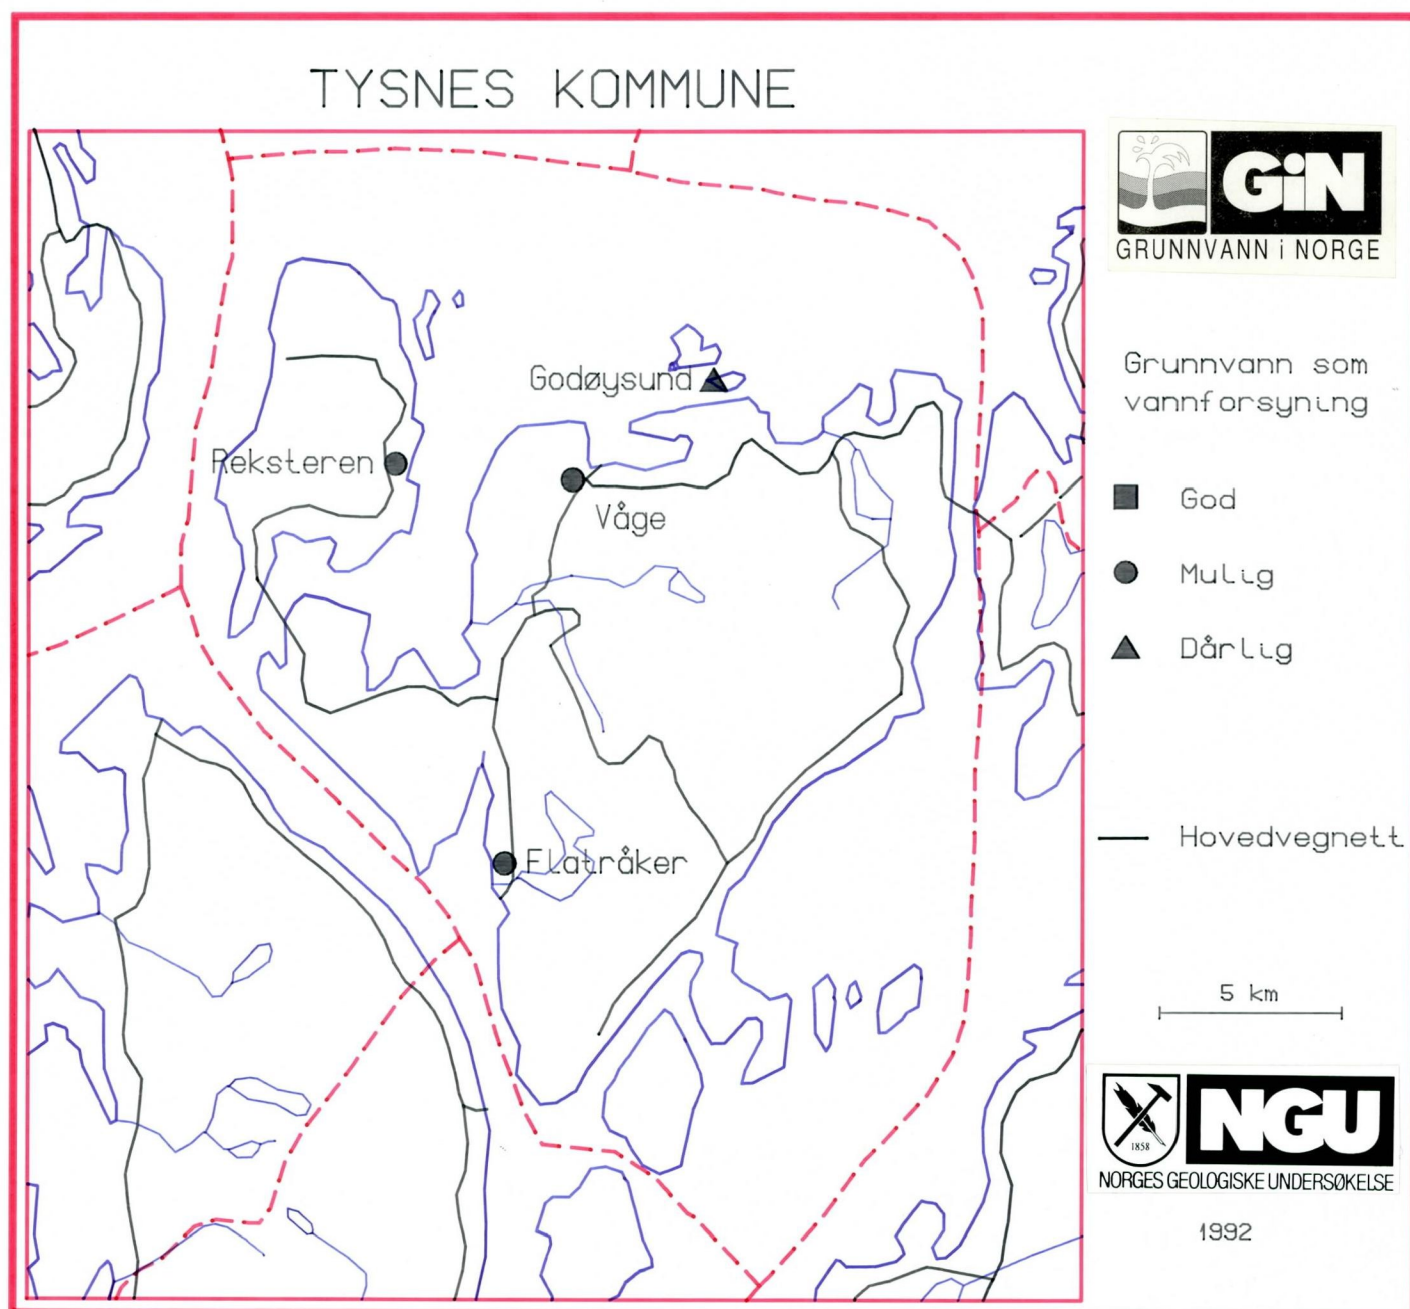 TYSNES KOMMUNE
GiN
GRUNNVANN i NORGE
Grunnvann som
vannforsyning
God
Mulig
Dårlig
Hovedvegnett
Godøysund
Reksteren
Våge
Flatråker
5 km
1858
NGU
NORGES GEOLOGISKE UNDERSØKELSE
1992